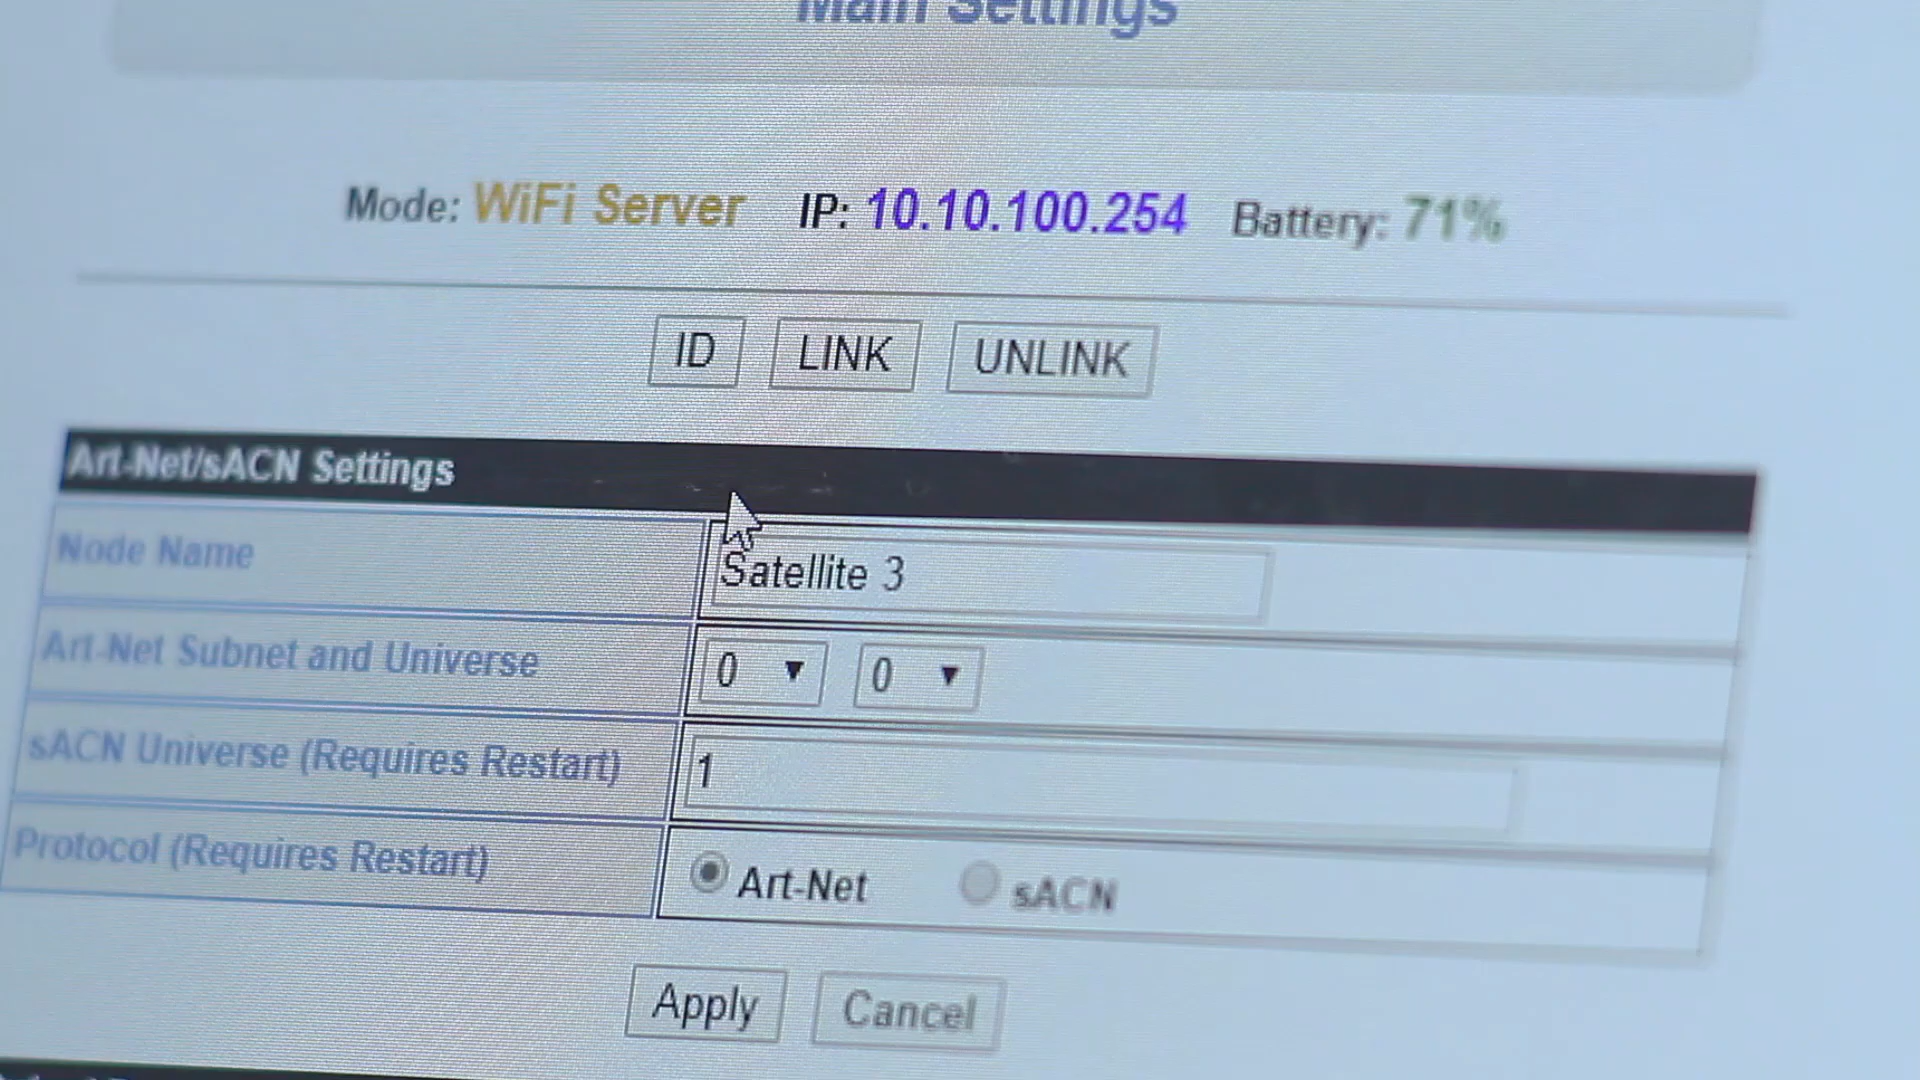 Main Settings
Mode: WiFi Server IP: 10.10.100.254 Battery: 71%
ID LINK UNLINK
Art-Net/sACN Settings
Node Name Satellite 3
Art-Net Subnet and Universe 0 0
sACN Universe (Requires Restart) 1
Protocol (Requires Restart) Art-Net sACN
Apply Cancel